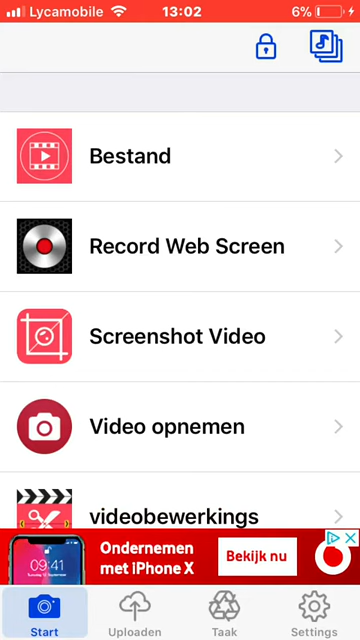 Lycamobile
13:02
6%
Bestand
Record Web Screen
Screenshot Video
Video opnemen
videobewerkings
09:41
Ondernemen
met iPhone X
Bekijk nu
Start
Uploaden
Taak
Settings